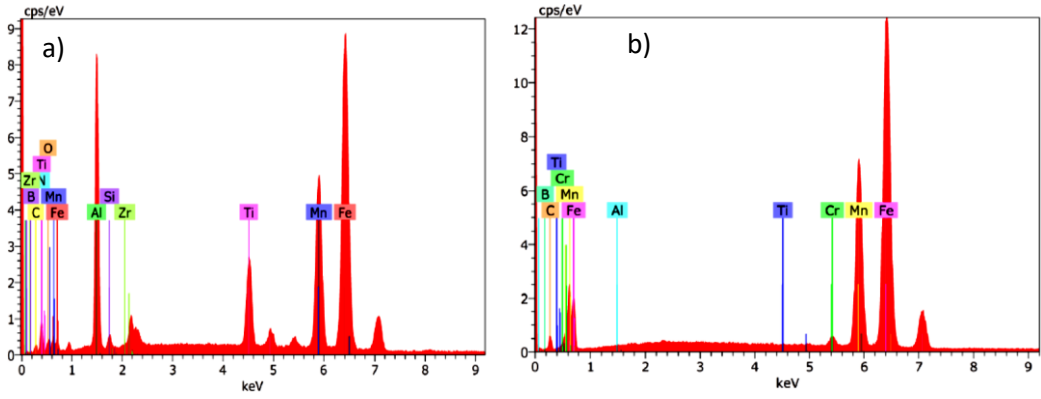 cps/eV
a)
9
8
7
6
5
4
3
2
1
0
O
Ti
Zr N
B Mn Si
C Fe Al Zr Ti Mn Fe
0 1 2 3 4 5 6 7 8 9
keV
cps/eV
b)
12
10
8
6
4
2
0
Ti
Cr
B Mn
C Fe Al Ti Cr Mn Fe
0 1 2 3 4 5 6 7 8 9
keV